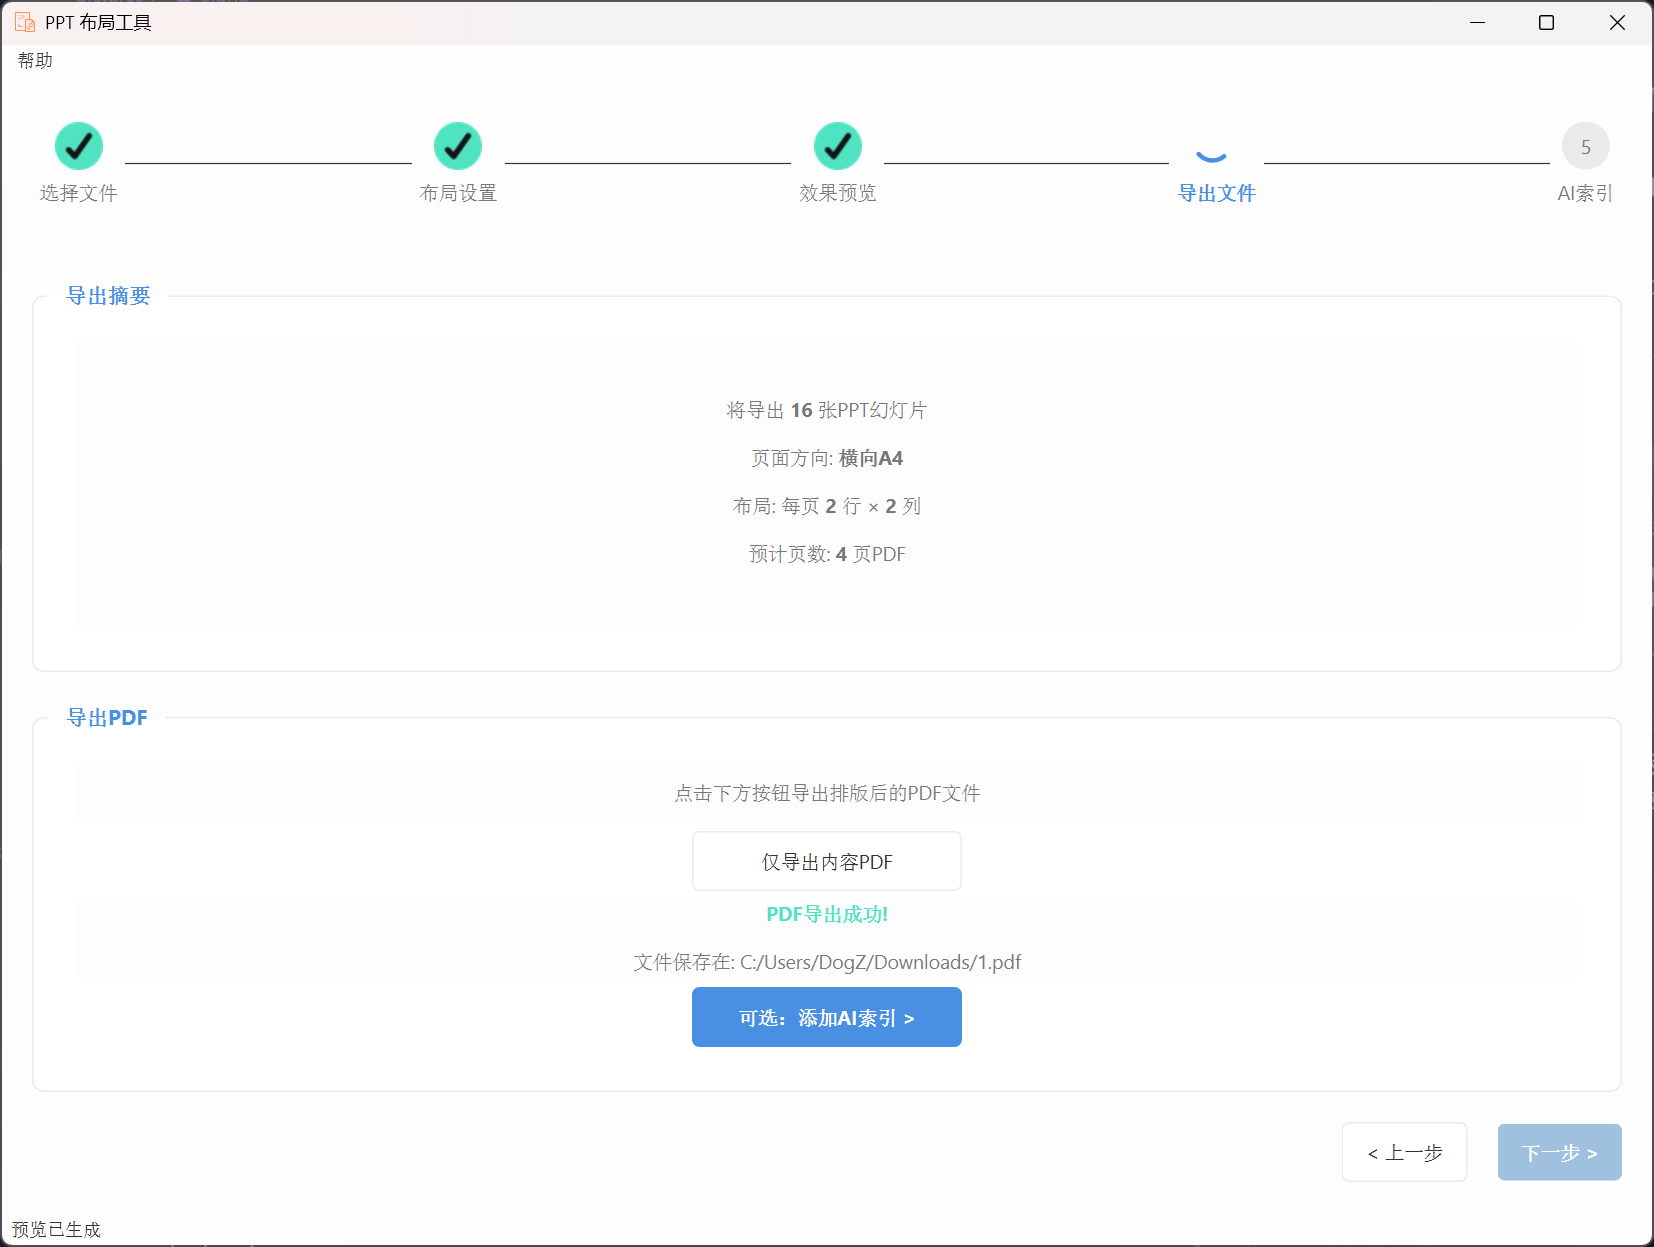 PPT 布局工具
帮助
选择文件
布局设置
效果预览
导出文件
5
AI索引
导出摘要
将导出 16 张PPT幻灯片
页面方向: 横向A4
布局: 每页 2 行 × 2 列
预计页数: 4 页PDF
导出PDF
点击下方按钮导出排版后的PDF文件
仅导出内容PDF
PDF导出成功!
文件保存在: C:/Users/DogZ/Downloads/1.pdf
可选：添加AI索引 >
< 上一步
下一步 >
预览已生成